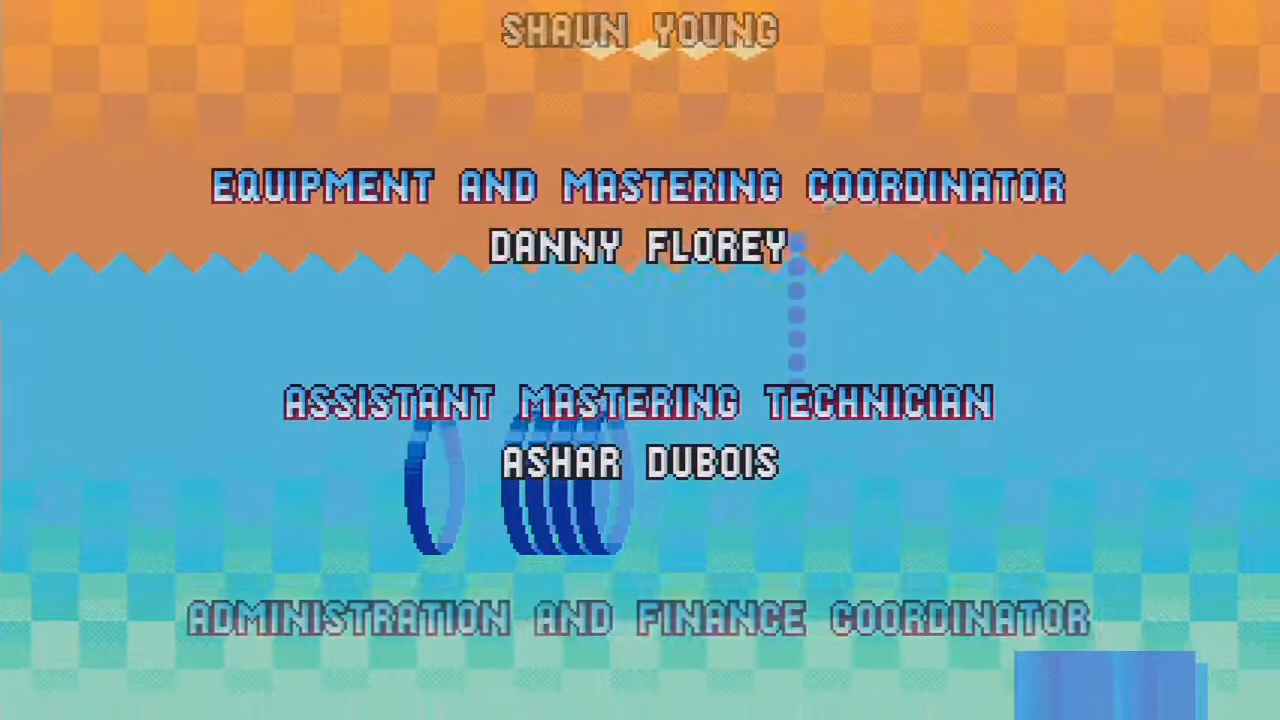 SHAUN YOUNG
EQUIPMENT AND MASTERING COORDINATOR
DANNY FLOREY
ASSISTANT MASTERING TECHNICIAN
ASHAR DUBOIS
ADMINISTRATION AND FINANCE COORDINATOR